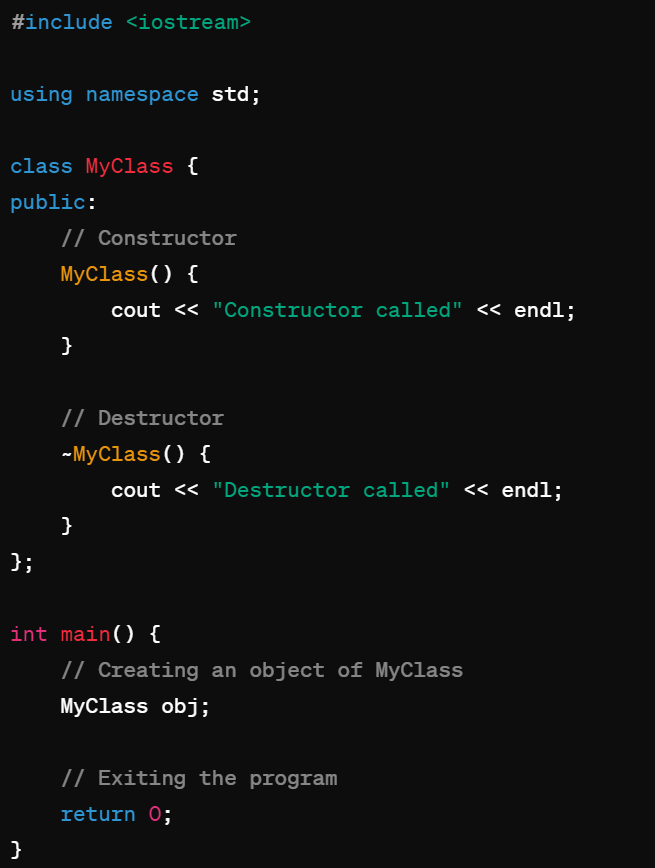 #include <iostream>

using namespace std;

class MyClass {
public:
    // Constructor
    MyClass() {
        cout << "Constructor called" << endl;
    }

    // Destructor
    ~MyClass() {
        cout << "Destructor called" << endl;
    }
};

int main() {
    // Creating an object of MyClass
    MyClass obj;

    // Exiting the program
    return 0;
}